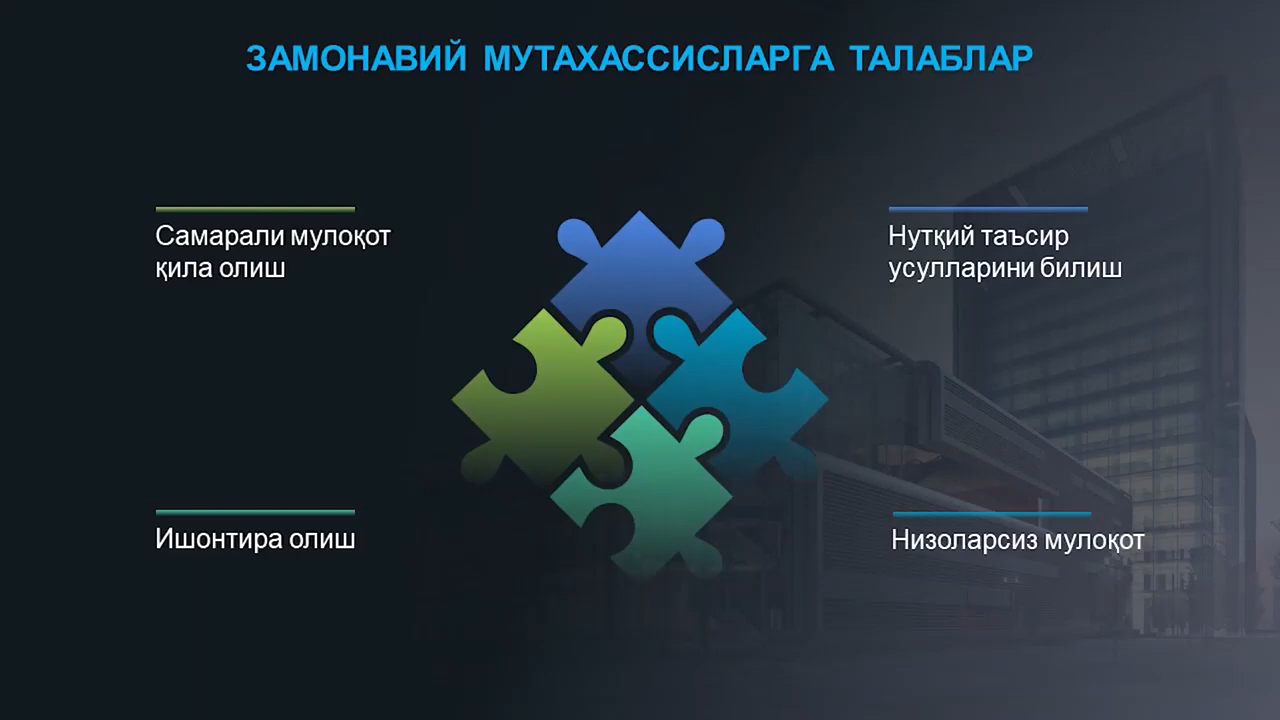 ЗАМОНАВИЙ МУТАХАССИСЛАРГА ТАЛАБЛАР
Самарали мулоқот
қила олиш
Нутқий таъсир
усулларини билиш
Ишонтира олиш
Низоларсиз мулоқот